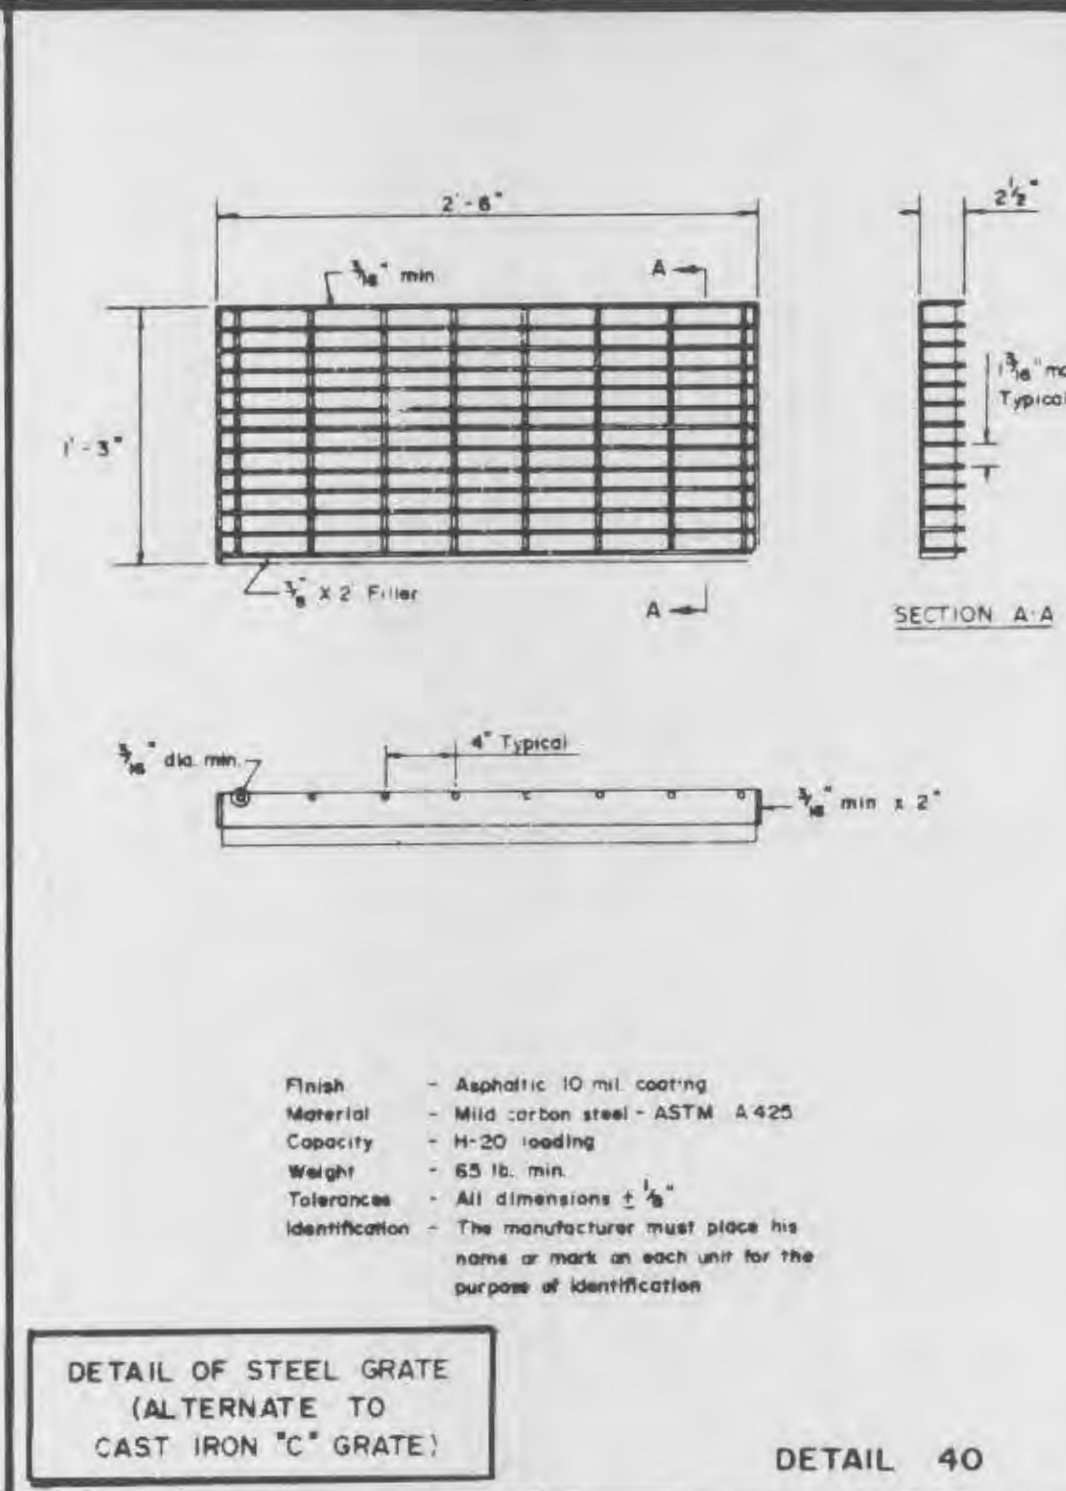 2'-6"
2 1/2"
3/16" min
A
1 3/16"
Typical
1'-3"
3/8" X 2 Filler
A
SECTION A-A
3/16" dia. min.
4" Typical
3/16" min x 2"
Finish - Asphaltic 10 mil. coating
Material - Mild carbon steel - ASTM A 425
Capacity - H-20 loading
Weight - 65 lb. min.
Tolerances - All dimensions ± 1/8"
Identification - The manufacturer must place his
name or mark on each unit for the
purpose of identification
DETAIL OF STEEL GRATE
(ALTERNATE TO
CAST IRON "C" GRATE)
DETAIL 40